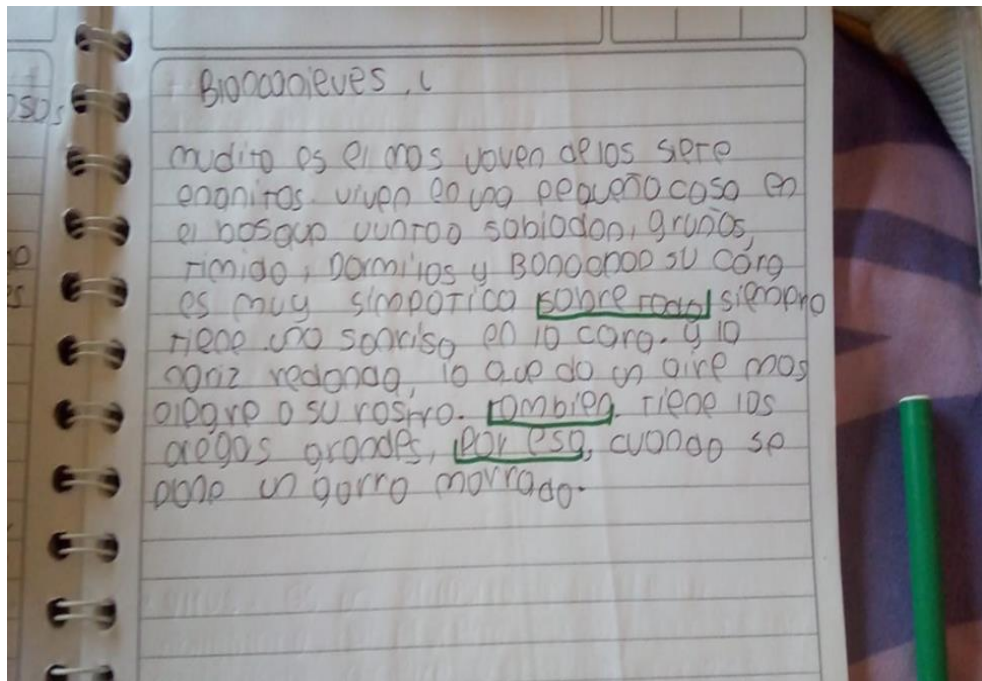 Blancanieves, L
mudito es el mas joven de los siete
enanitos. viven en una pequeña casa en
el bosque vuntoo sabiodon, gruños,
timido, Dormilos y Bonoonoo su cara
es muy simpatica sobre todo siempre
tiene una sonrisa en la cara. y la
nariz redonda, lo que da un aire mas
alegre a su rostro. tambien. tiene las
oregas grandes, por eso, cuando se
pone un gorro morrado.